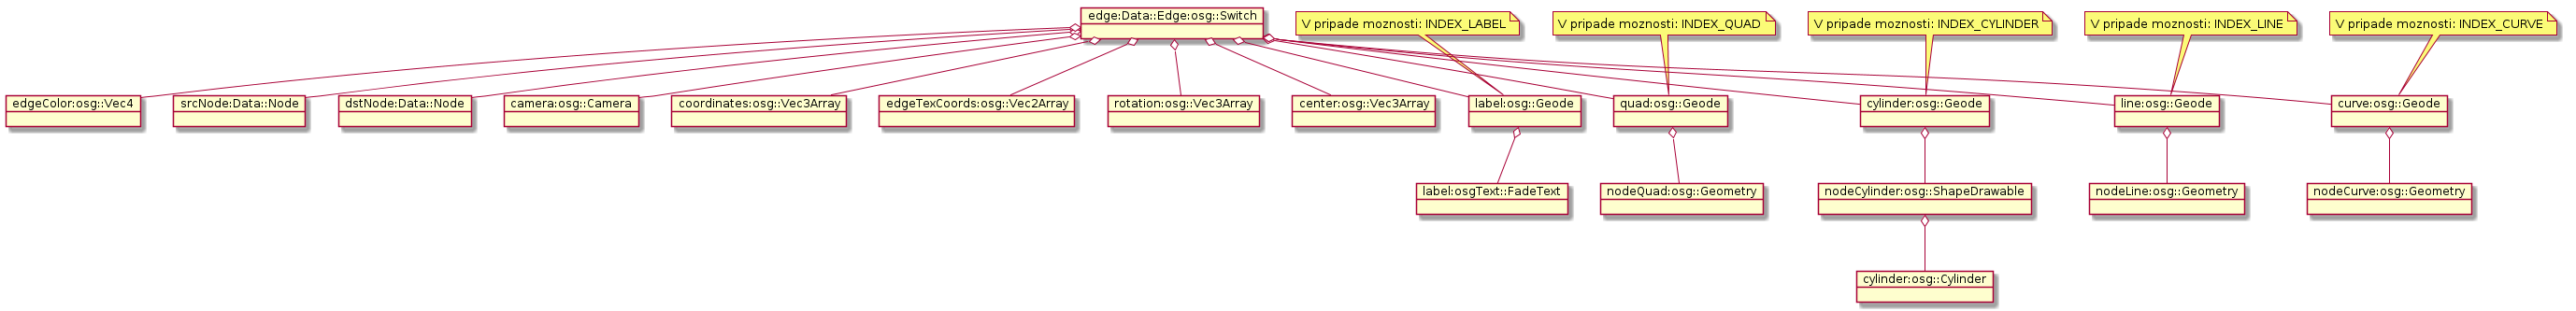 edge:Data::Edge:osg::Switch
V pripade moznosti: INDEX_LABEL
V pripade moznosti: INDEX_QUAD
V pripade moznosti: INDEX_CYLINDER
V pripade moznosti: INDEX_LINE
V pripade moznosti: INDEX_CURVE
edgeColor:osg::Vec4
srcNode:Data::Node
dstNode:Data::Node
camera:osg::Camera
coordinates:osg::Vec3Array
edgeTexCoords:osg::Vec2Array
rotation:osg::Vec3Array
center:osg::Vec3Array
label:osg::Geode
quad:osg::Geode
cylinder:osg::Geode
line:osg::Geode
curve:osg::Geode
label:osgText::FadeText
nodeQuad:osg::Geometry
nodeCylinder:osg::ShapeDrawable
nodeLine:osg::Geometry
nodeCurve:osg::Geometry
cylinder:osg::Cylinder